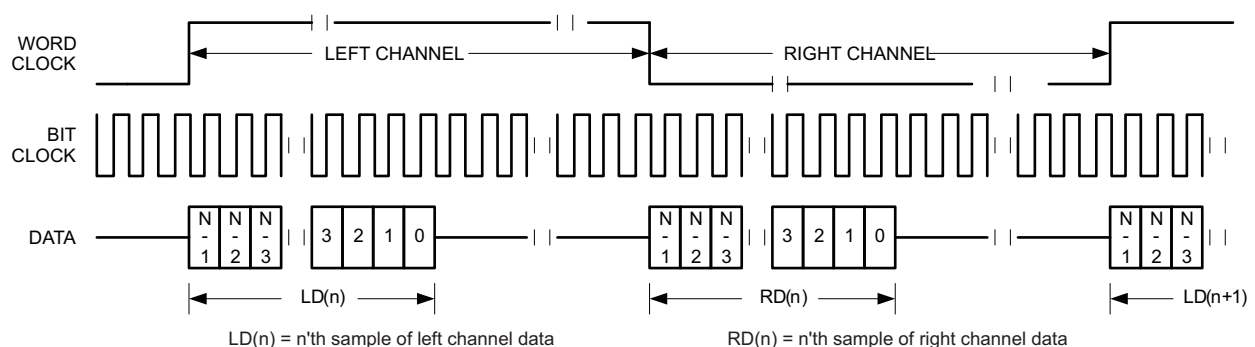 WORD
CLOCK
LEFT CHANNEL
RIGHT CHANNEL
BIT
CLOCK
DATA
N
-
1
N
-
2
N
-
3
3 2 1 0
N
-
1
N
-
2
N
-
3
3 2 1 0
N
-
1
N
-
2
N
-
3
LD(n)
RD(n)
LD(n+1)
LD(n) = n'th sample of left channel data
RD(n) = n'th sample of right channel data